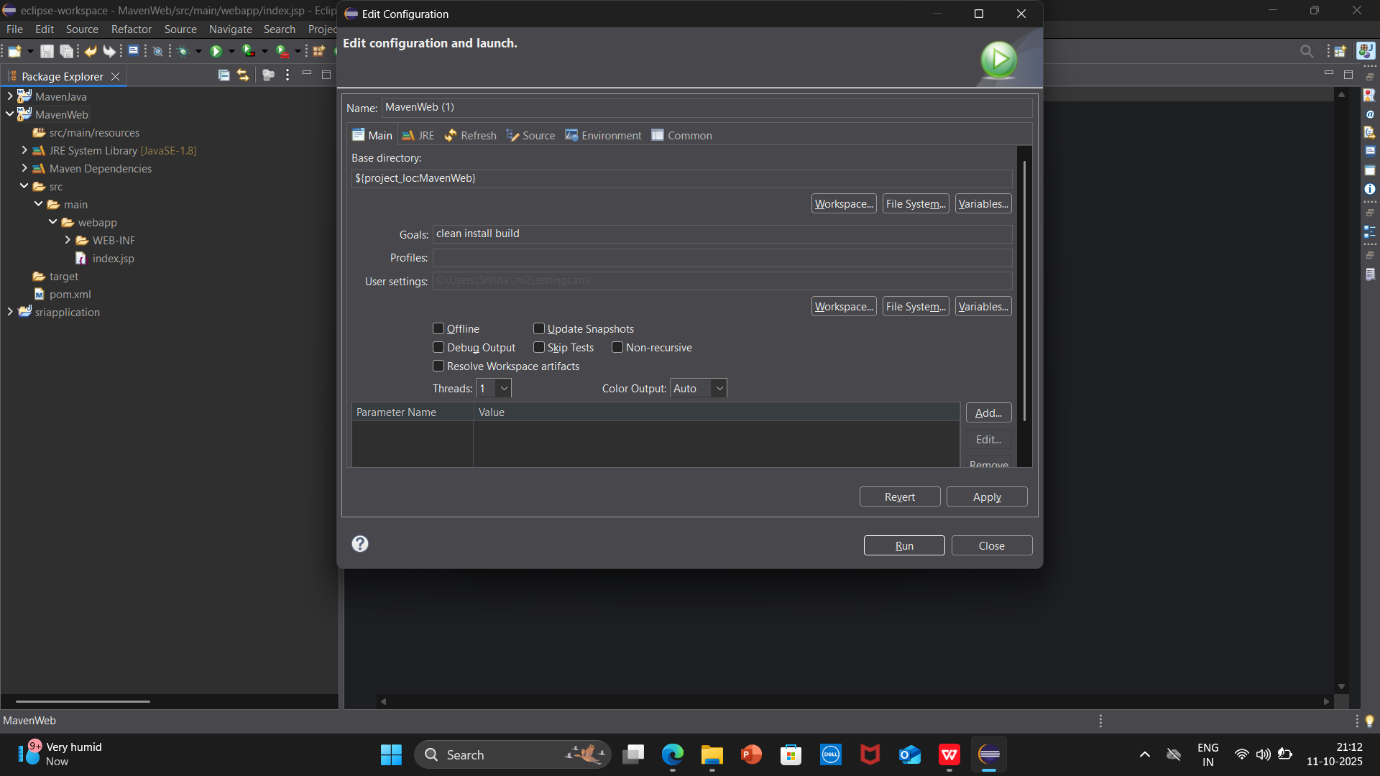 eclipse-workspace - MavenWeb/src/main/webapp/index.jsp - Eclip
File Edit Source Refactor Source Navigate Search Projec
Package Explorer
MavenJava
MavenWeb
src/main/resources
JRE System Library [JavaSE-1.8]
Maven Dependencies
src
main
webapp
WEB-INF
index.jsp
target
pom.xml
sriapplication
Edit Configuration
Edit configuration and launch.
Name: MavenWeb (1)
Main JRE Refresh Source Environment Common
Base directory:
${project_loc:MavenWeb}
Workspace... File System... Variables...
Goals: clean install build
Profiles:
User settings:
Workspace... File System... Variables...
Offline Update Snapshots
Debug Output Skip Tests Non-recursive
Resolve Workspace artifacts
Threads: 1 Color Output: Auto
Parameter Name Value
Add...
Edit...
Remove
Revert Apply
Run Close
MavenWeb
9+ Very humid
Now
Search
ENG
IN
21:12
11-10-2025